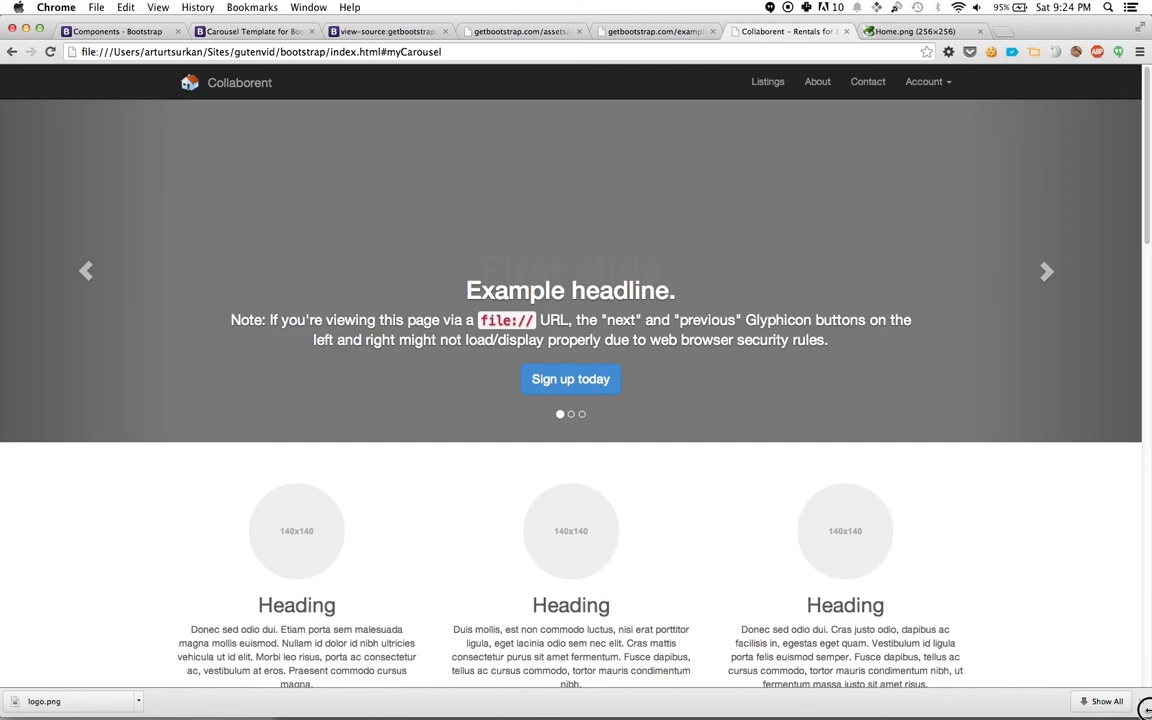 Chrome File Edit View History Bookmarks Window Help 10 95% Sat 9:24 PM
Components · Bootstrap Carousel Template for Boo view-source:getbootstrap getbootstrap.com/assets/ getbootstrap.com/exampl Collaborent – Rentals for Home.png (256×256)
file:///Users/arturtsurkan/Sites/gutenvid/bootstrap/index.html#myCarousel ABP
Collaborent Listings About Contact Account
First slide
Example headline.
Note: If you're viewing this page via a file:// URL, the "next" and "previous" Glyphicon buttons on the
left and right might not load/display properly due to web browser security rules.
Sign up today
140x140 140x140 140x140
Heading Heading Heading
Donec sed odio dui. Etiam porta sem malesuada Duis mollis, est non commodo luctus, nisi erat porttitor Donec sed odio dui. Cras justo odio, dapibus ac
magna mollis euismod. Nullam id dolor id nibh ultricies ligula, eget lacinia odio sem nec elit. Cras mattis facilisis in, egestas eget quam. Vestibulum id ligula
vehicula ut id elit. Morbi leo risus, porta ac consectetur consectetur purus sit amet fermentum. Fusce dapibus, porta felis euismod semper. Fusce dapibus, tellus ac
ac, vestibulum at eros. Praesent commodo cursus tellus ac cursus commodo, tortor mauris condimentum cursus commodo, tortor mauris condimentum nibh, ut
magna. nibh. fermentum massa justo sit amet risus.
logo.png Show All